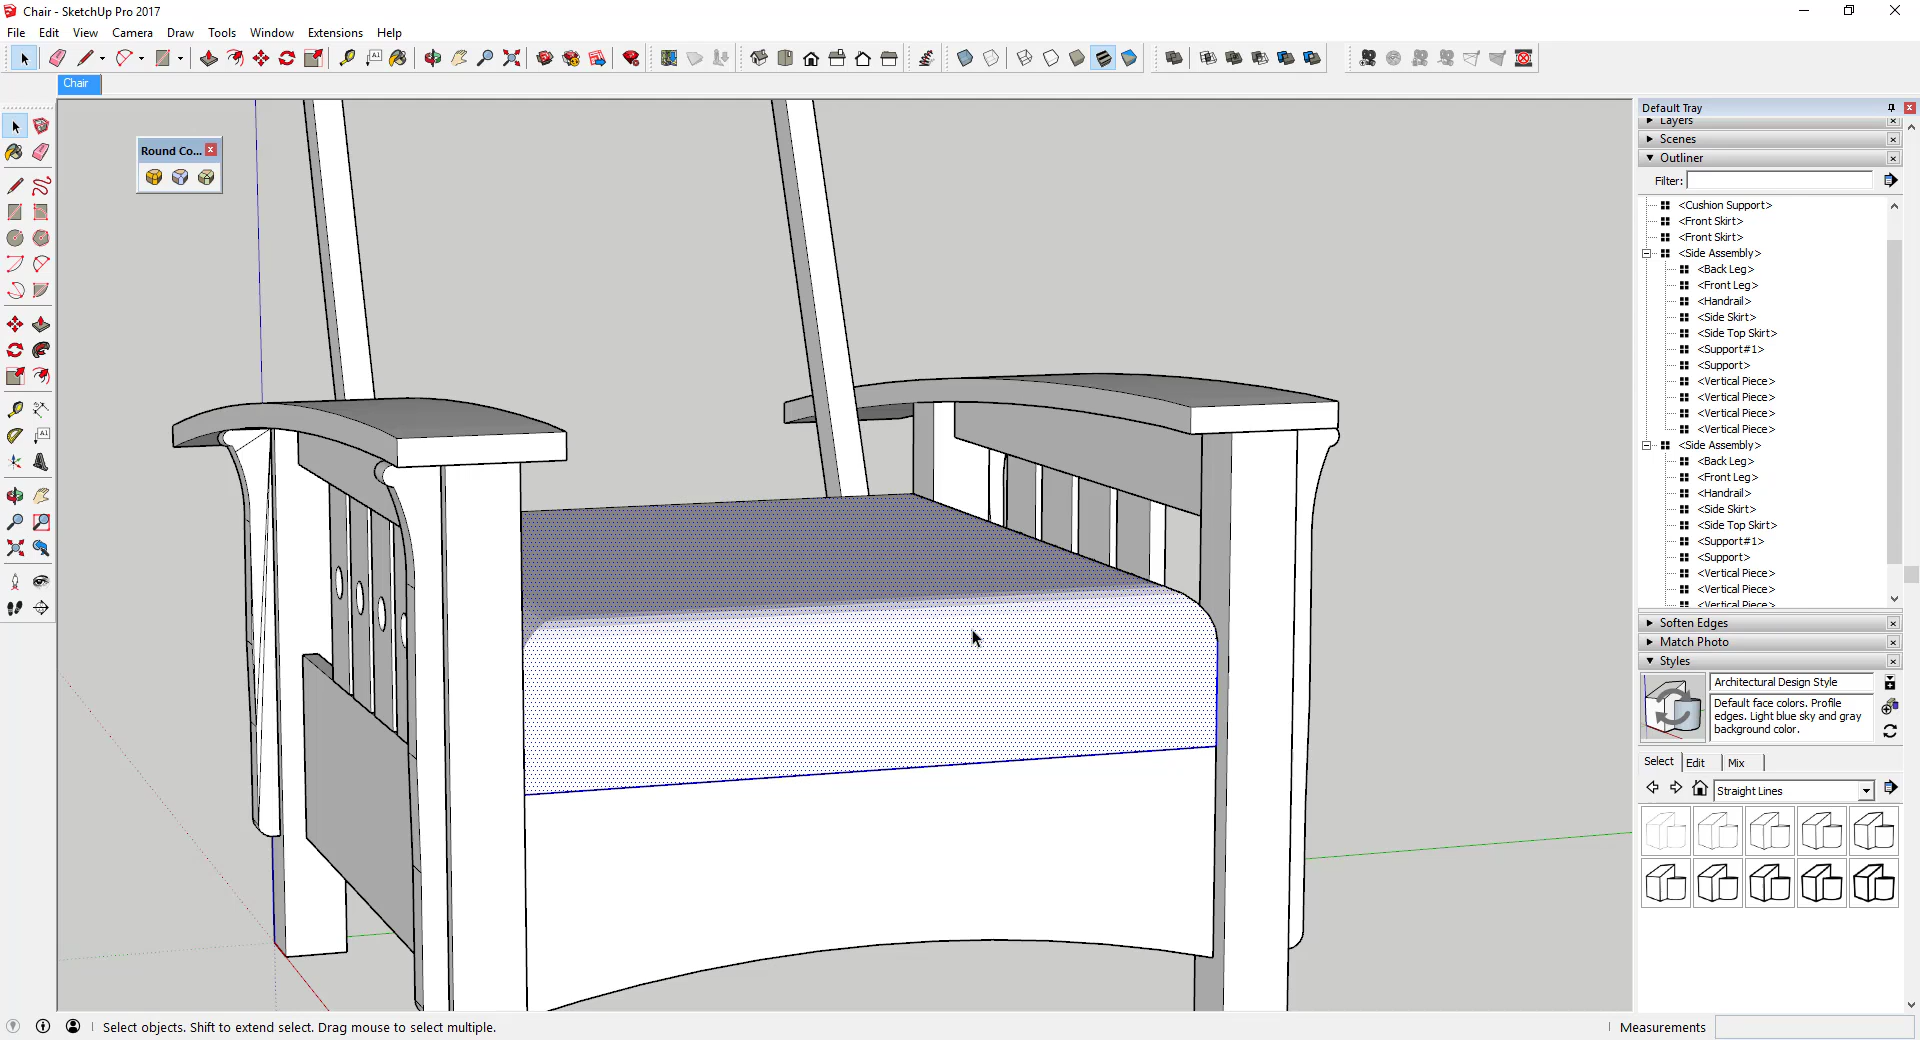 Chair - SketchUp Pro 2017
File Edit View Camera Draw Tools Window Extensions Help
Chair
Round Co...
Default Tray
Layers
Scenes
Outliner
Filter:
<Cushion Support>
<Front Skirt>
<Front Skirt>
<Side Assembly>
<Back Leg>
<Front Leg>
<Handrail>
<Side Skirt>
<Side Top Skirt>
<Support#1>
<Support>
<Vertical Piece>
<Vertical Piece>
<Vertical Piece>
<Vertical Piece>
<Side Assembly>
<Back Leg>
<Front Leg>
<Handrail>
<Side Skirt>
<Side Top Skirt>
<Support#1>
<Support>
<Vertical Piece>
<Vertical Piece>
<Vertical Piece>
Soften Edges
Match Photo
Styles
Architectural Design Style
Default face colors. Profile
edges. Light blue sky and gray
background color.
Select Edit Mix
Straight Lines
Select objects. Shift to extend select. Drag mouse to select multiple.
Measurements